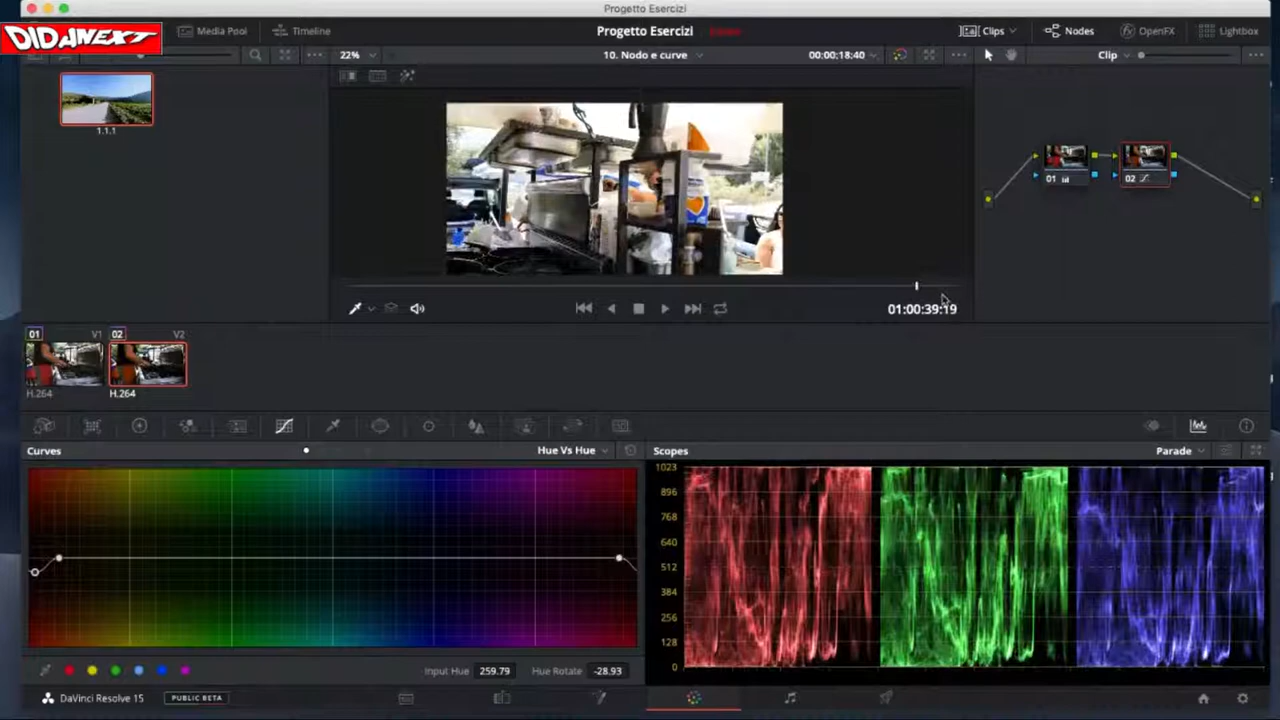 Progetto Esercizi
DIDANEXT
Media Pool
Timeline
Progetto Esercizi
Clips
Nodes
OpenFX
Lightbox
22%
10. Nodo e curve
00:00:18:40
Clip
1.1.1
01
02
01:00:39:19
01
V1
02
V2
H.264
H.264
Curves
Hue Vs Hue
Scopes
Parade
1023
896
768
640
512
384
256
128
0
Input Hue
259.79
Hue Rotate
-28.93
DaVinci Resolve 15
PUBLIC BETA